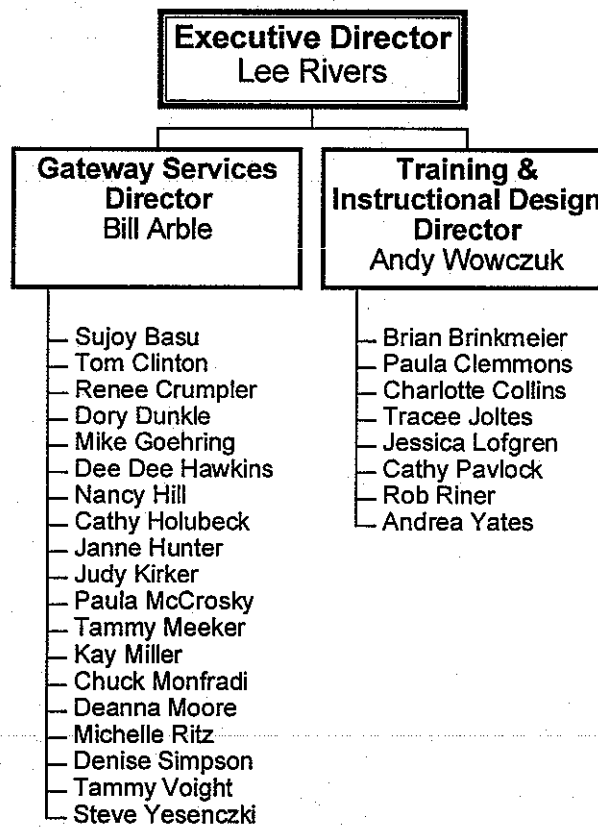 Executive Director
Lee Rivers
Gateway Services
Director
Bill Arble
Training &
Instructional Design
Director
Andy Wowczuk
Sujoy Basu
Tom Clinton
Renee Crumpler
Dory Dunkle
Mike Goehring
Dee Dee Hawkins
Nancy Hill
Cathy Holubeck
Janne Hunter
Judy Kirker
Paula McCrosky
Tammy Meeker
Kay Miller
Chuck Monfradi
Deanna Moore
Michelle Ritz
Denise Simpson
Tammy Voight
Steve Yesenczki
Brian Brinkmeier
Paula Clemmons
Charlotte Collins
Tracee Joltes
Jessica Lofgren
Cathy Pavlock
Rob Riner
Andrea Yates